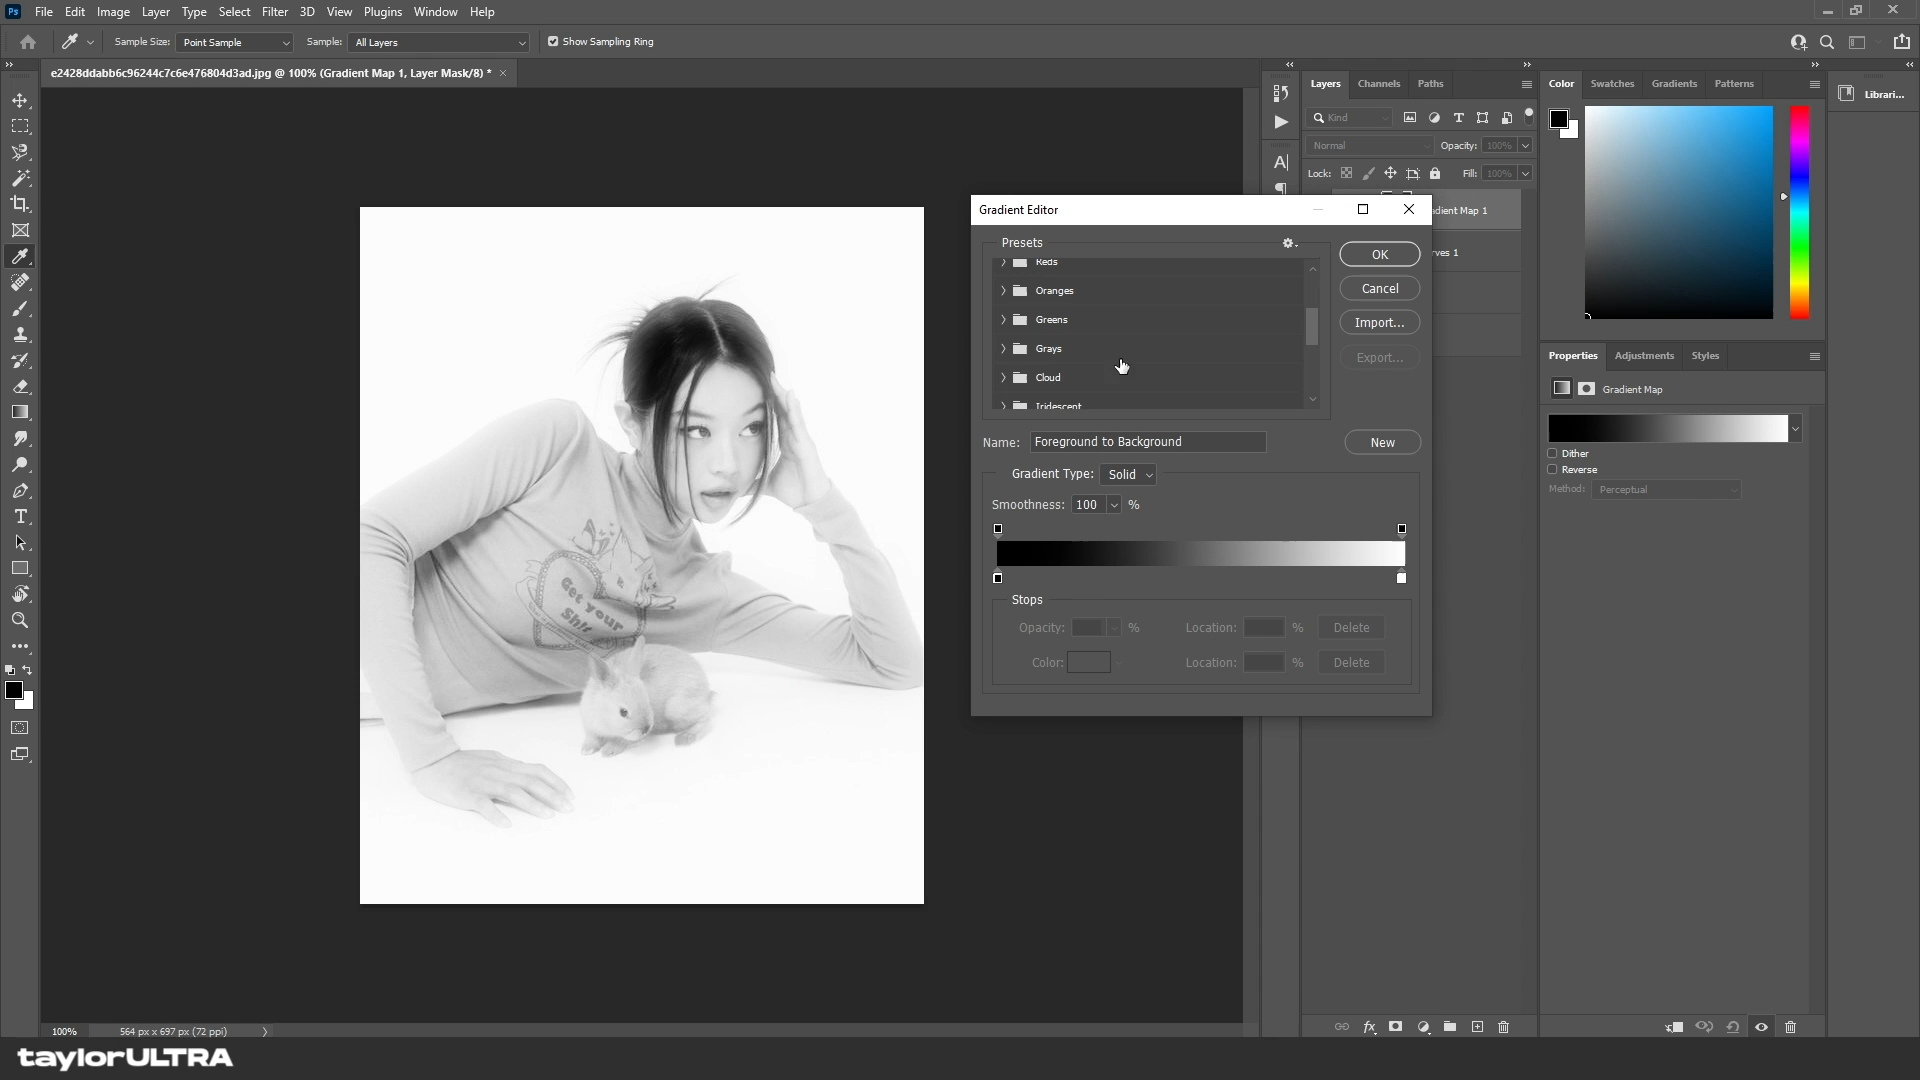 Ps File Edit Image Layer Type Select Filter 3D View Plugins Window Help
Sample Size: Point Sample Sample: All Layers Show Sampling Ring
e2428ddabb6c96244c7c6e476804d3ad.jpg @ 100% (Gradient Map 1, Layer Mask/8) *
Layers Channels Paths
Kind
Normal Opacity: 100%
Lock: Fill: 100%
adient Map 1
rves 1
Color Swatches Gradients Patterns
Librari...
Gradient Editor
Presets
Reds
Oranges
Greens
Grays
Cloud
Iridescent
OK
Cancel
Import...
Export...
Name: Foreground to Background New
Gradient Type: Solid
Smoothness: 100 %
Stops
Opacity: % Location: % Delete
Color: Location: % Delete
Properties Adjustments Styles
Gradient Map
Dither
Reverse
Method: Perceptual
Get your
Sh!t
100% 564 px x 697 px (72 ppi)
taylorULTRA